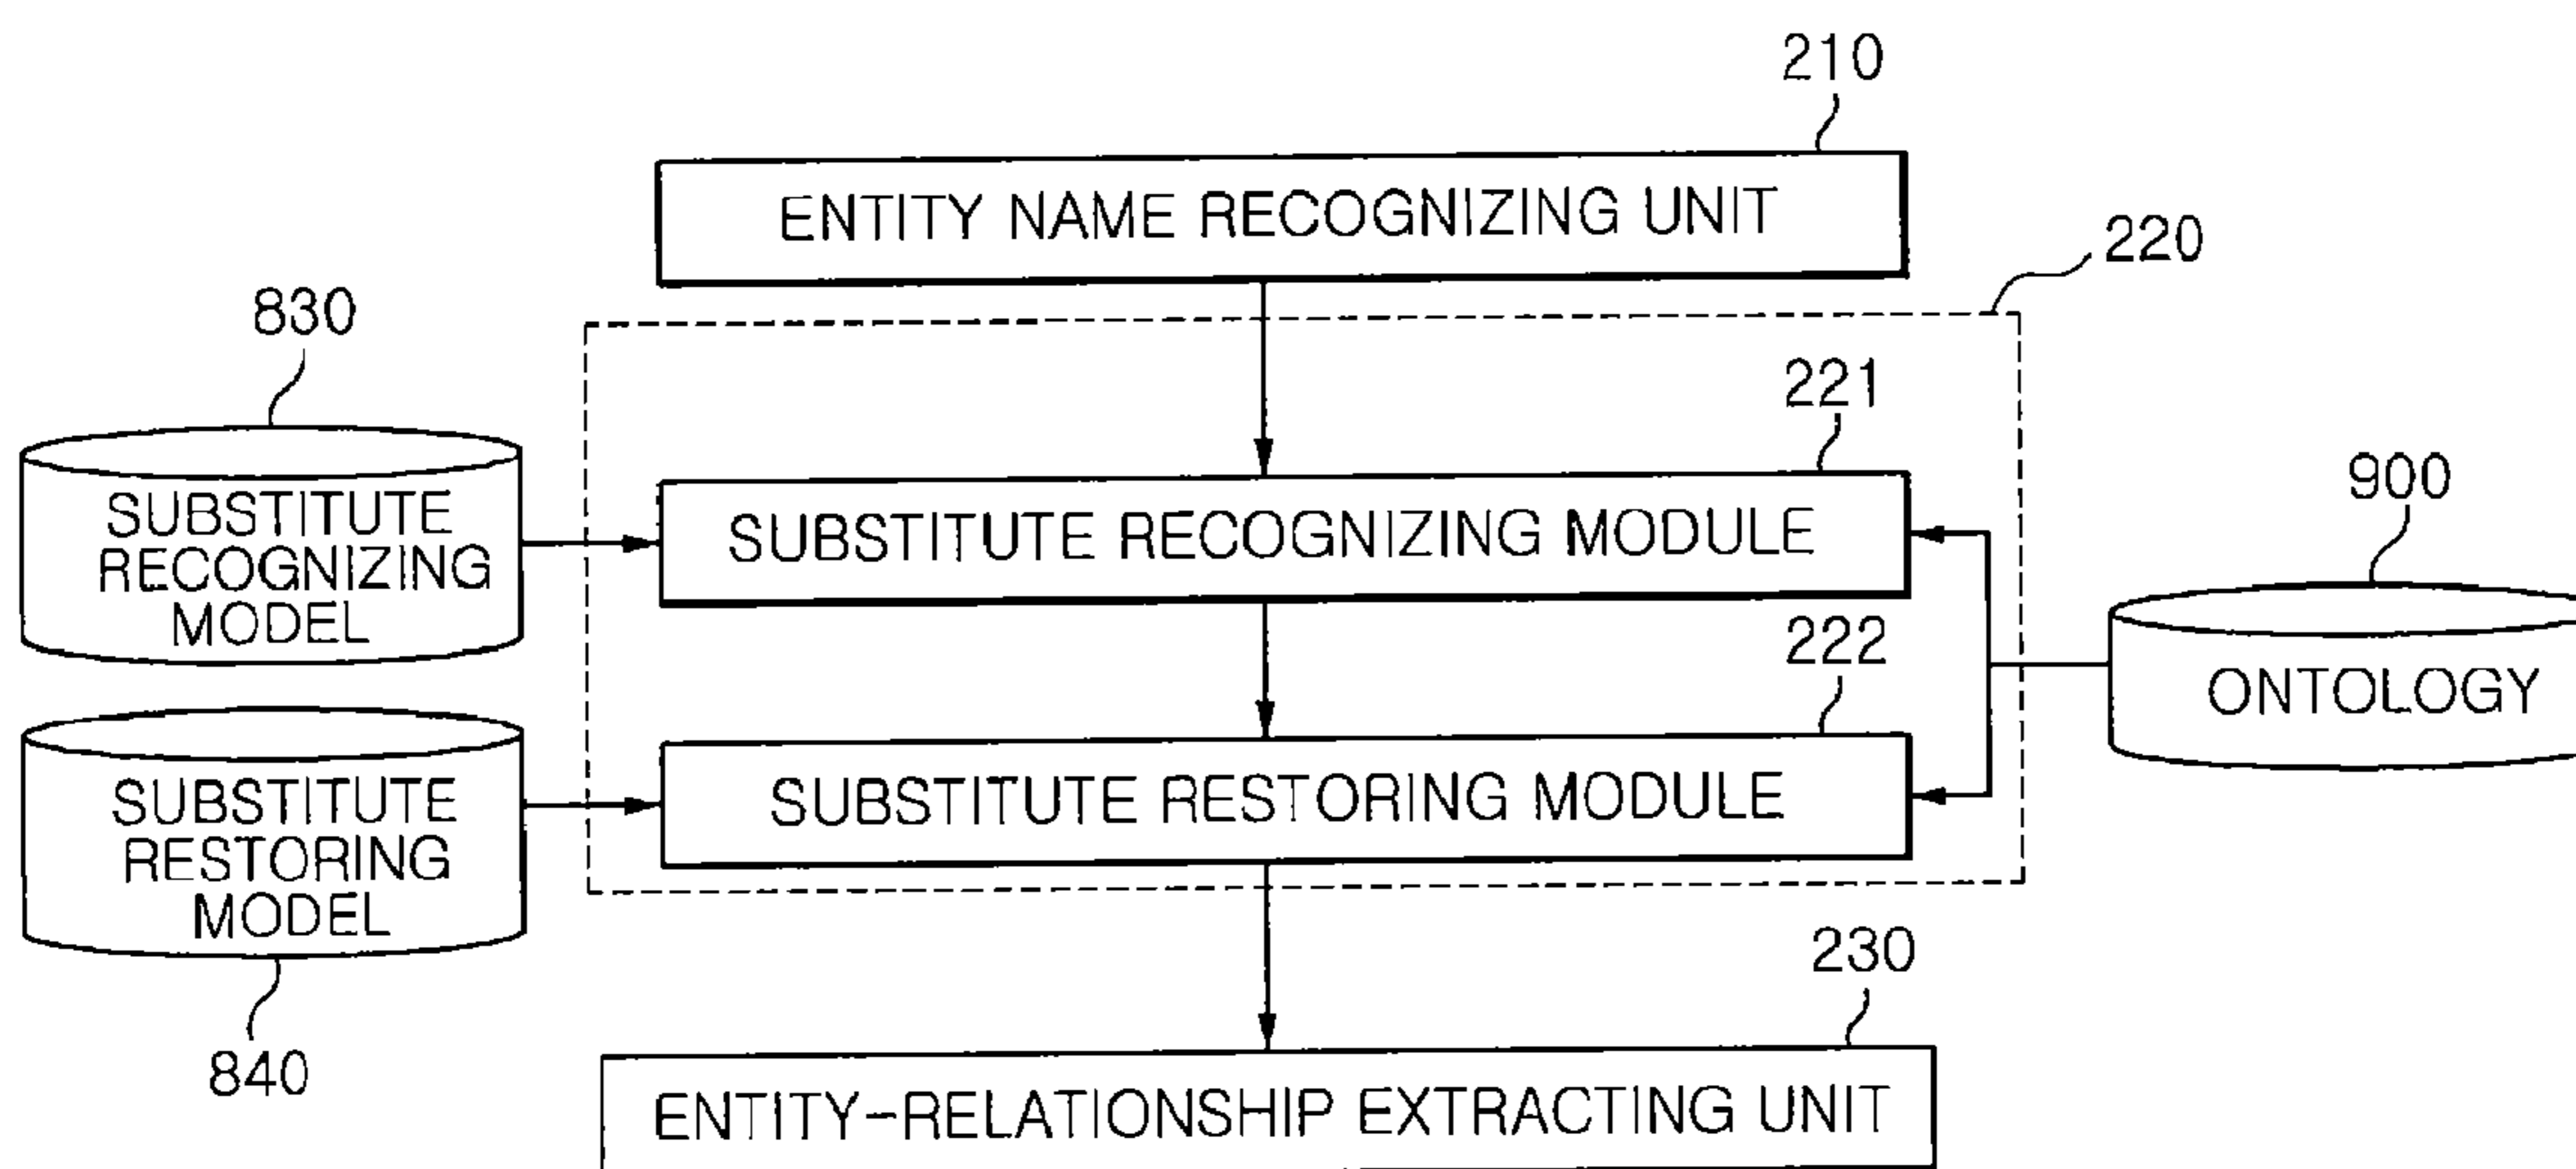 210
ENTITY NAME RECOGNIZING UNIT
220
830
221
SUBSTITUTE
RECOGNIZING
MODEL
SUBSTITUTE RECOGNIZING MODULE
900
ONTOLOGY
222
SUBSTITUTE
RESTORING
MODEL
SUBSTITUTE RESTORING MODULE
840
230
ENTITY-RELATIONSHIP EXTRACTING UNIT